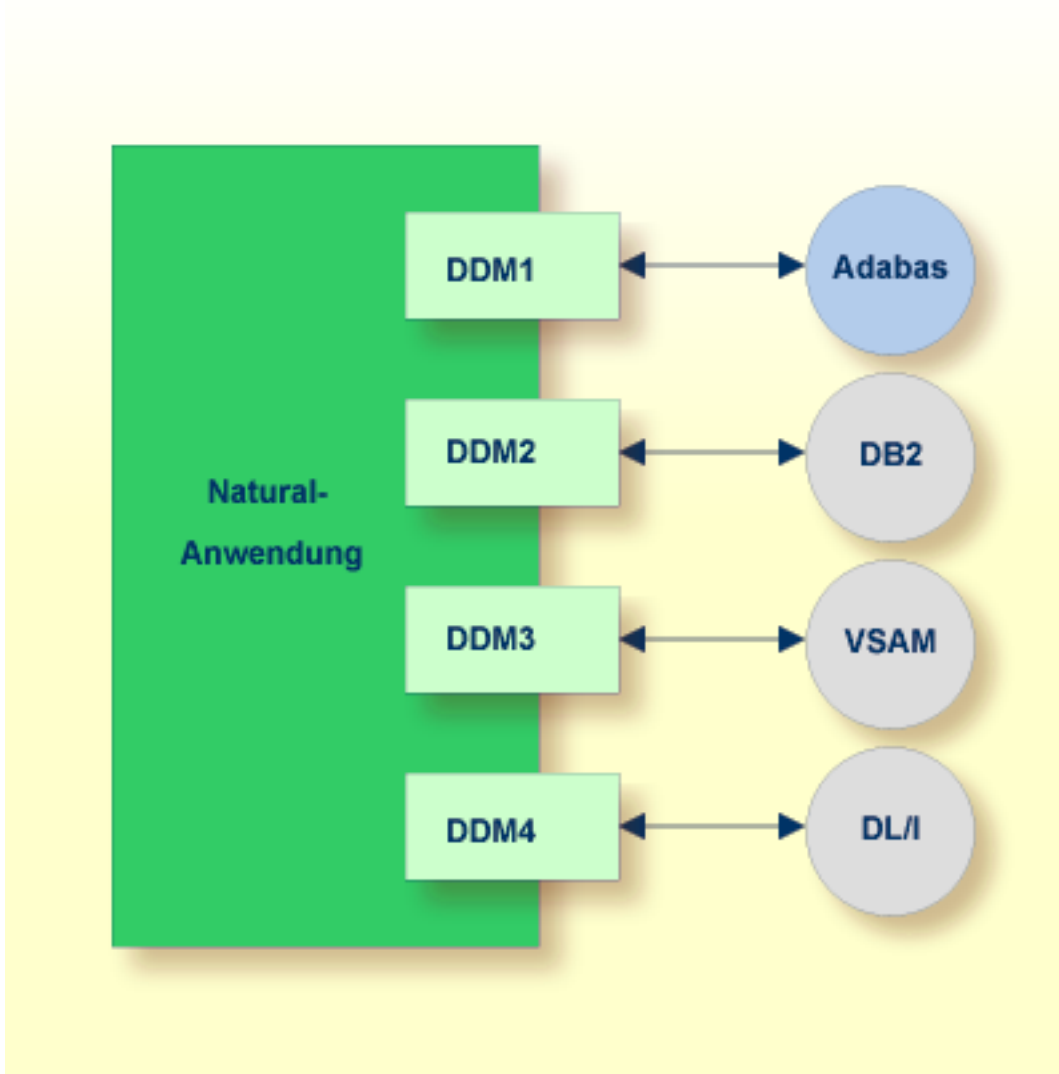 DDM1
Adabas
DDM2
DB2
Natural-
Anwendung
DDM3
VSAM
DDM4
DL/I